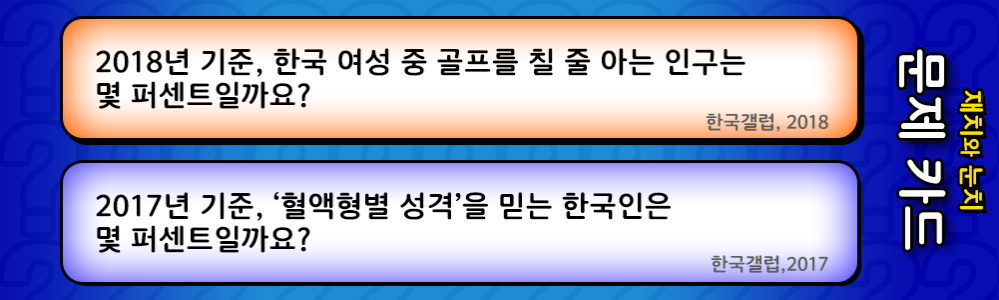 2018년 기준, 한국 여성 중 골프를 칠 줄 아는 인구는
몇 퍼센트일까요?
한국갤럽, 2018
2017년 기준, ‘혈액형별 성격’을 믿는 한국인은
몇 퍼센트일까요?
한국갤럽,2017
재치와 눈치
문제 카드